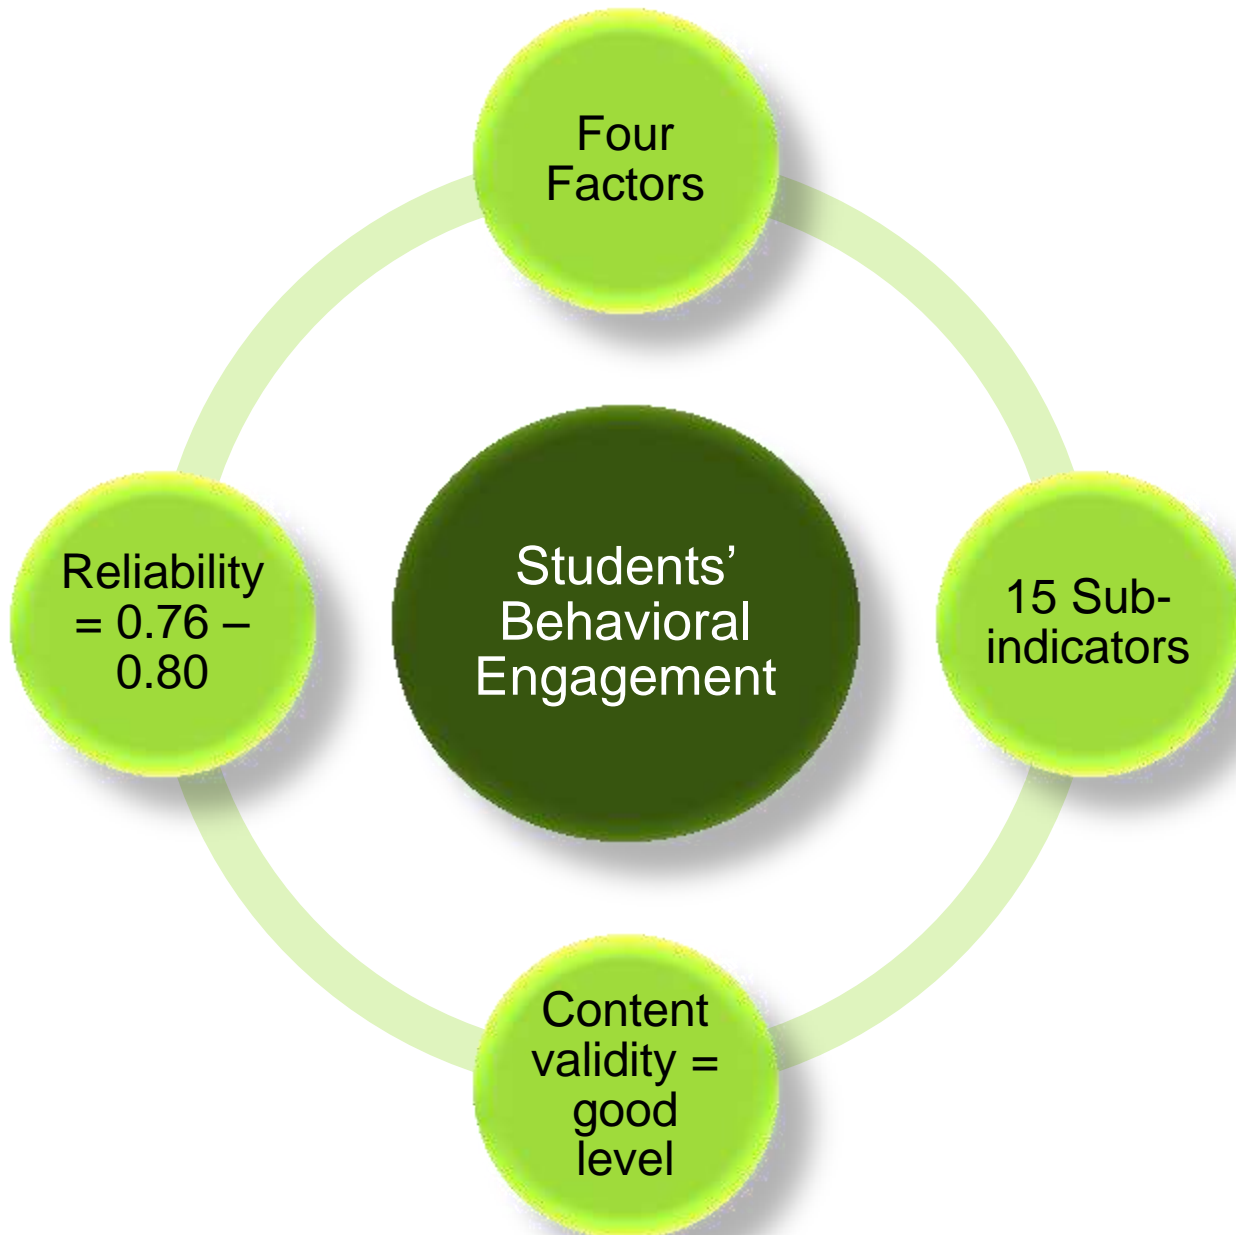 Four
Factors
Reliability
= 0.76 –
0.80
Students’
Behavioral
Engagement
15 Sub-
indicators
Content
validity =
good
level